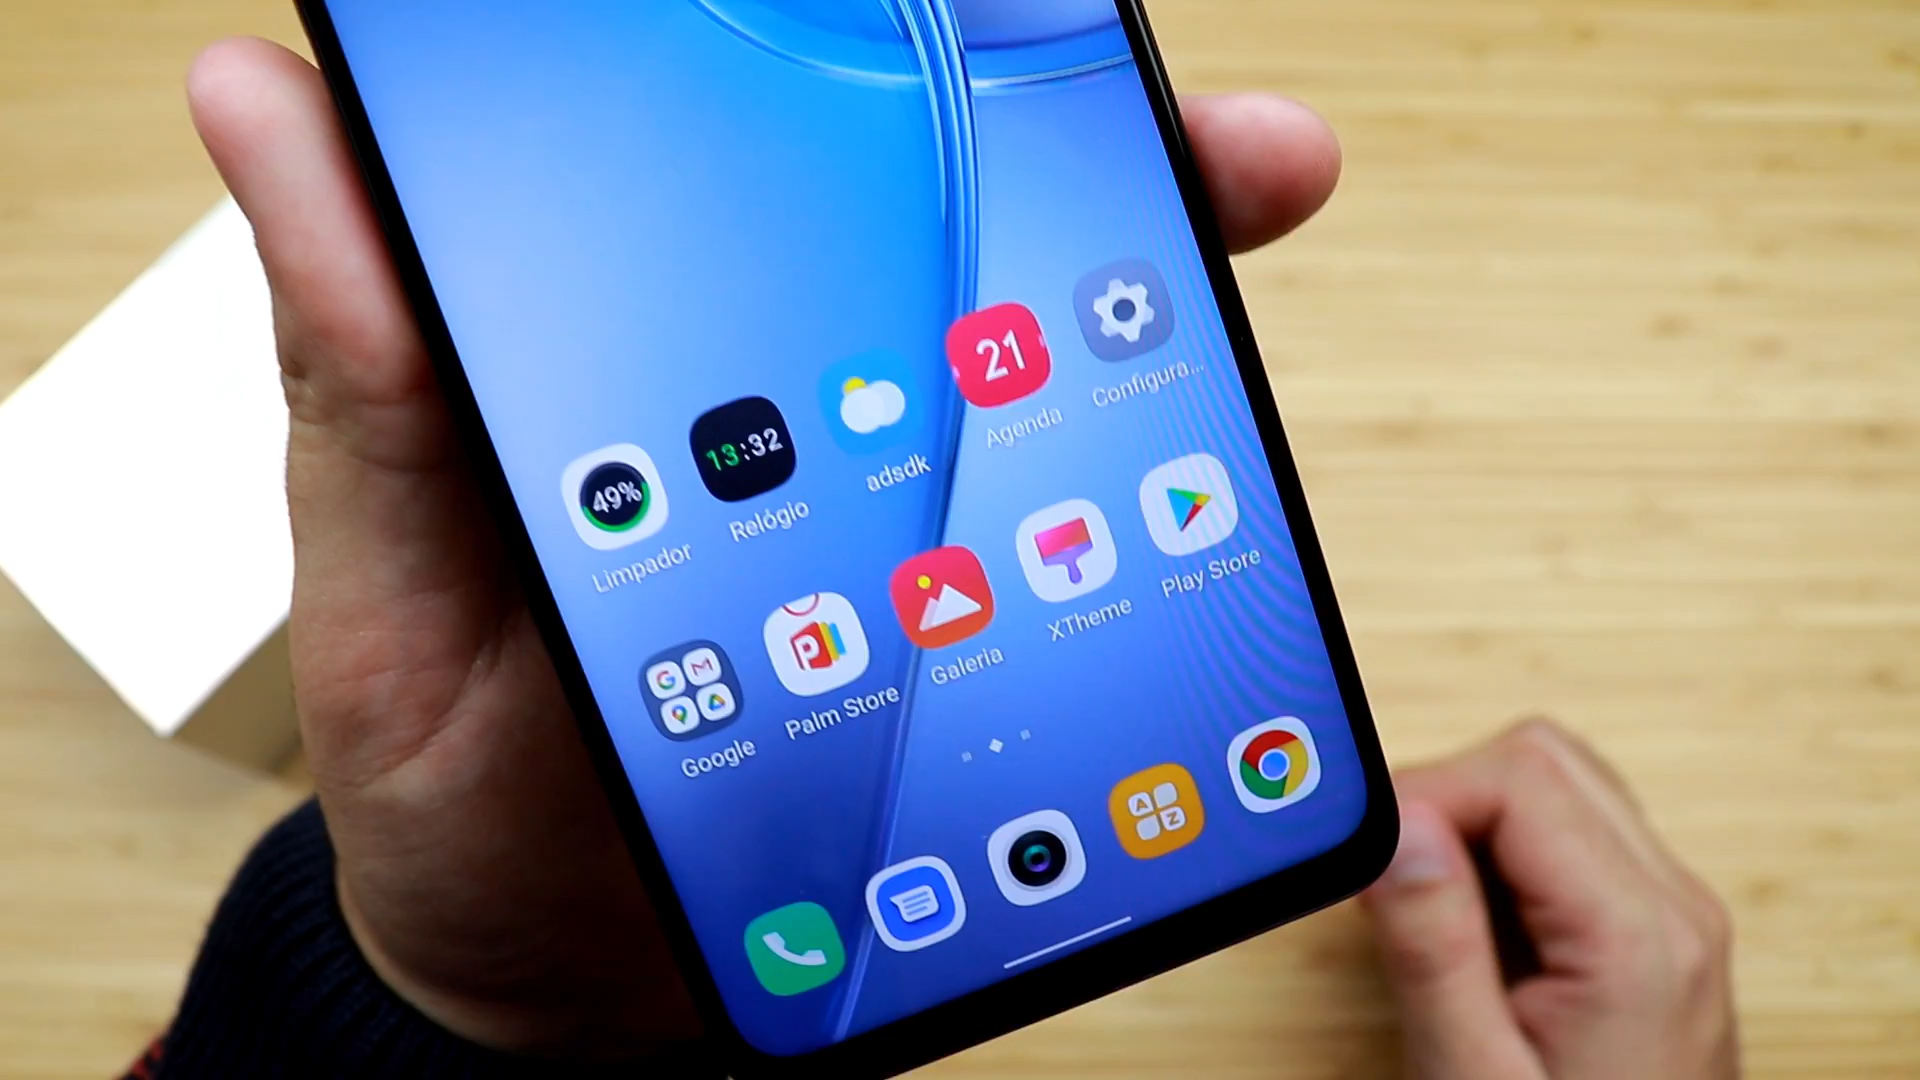 49%
Limpador
13:32
Relógio
adsdk
21
Agenda
Configura...
G
M
Google
P
Palm Store
Galeria
XTheme
Play Store
A
Z